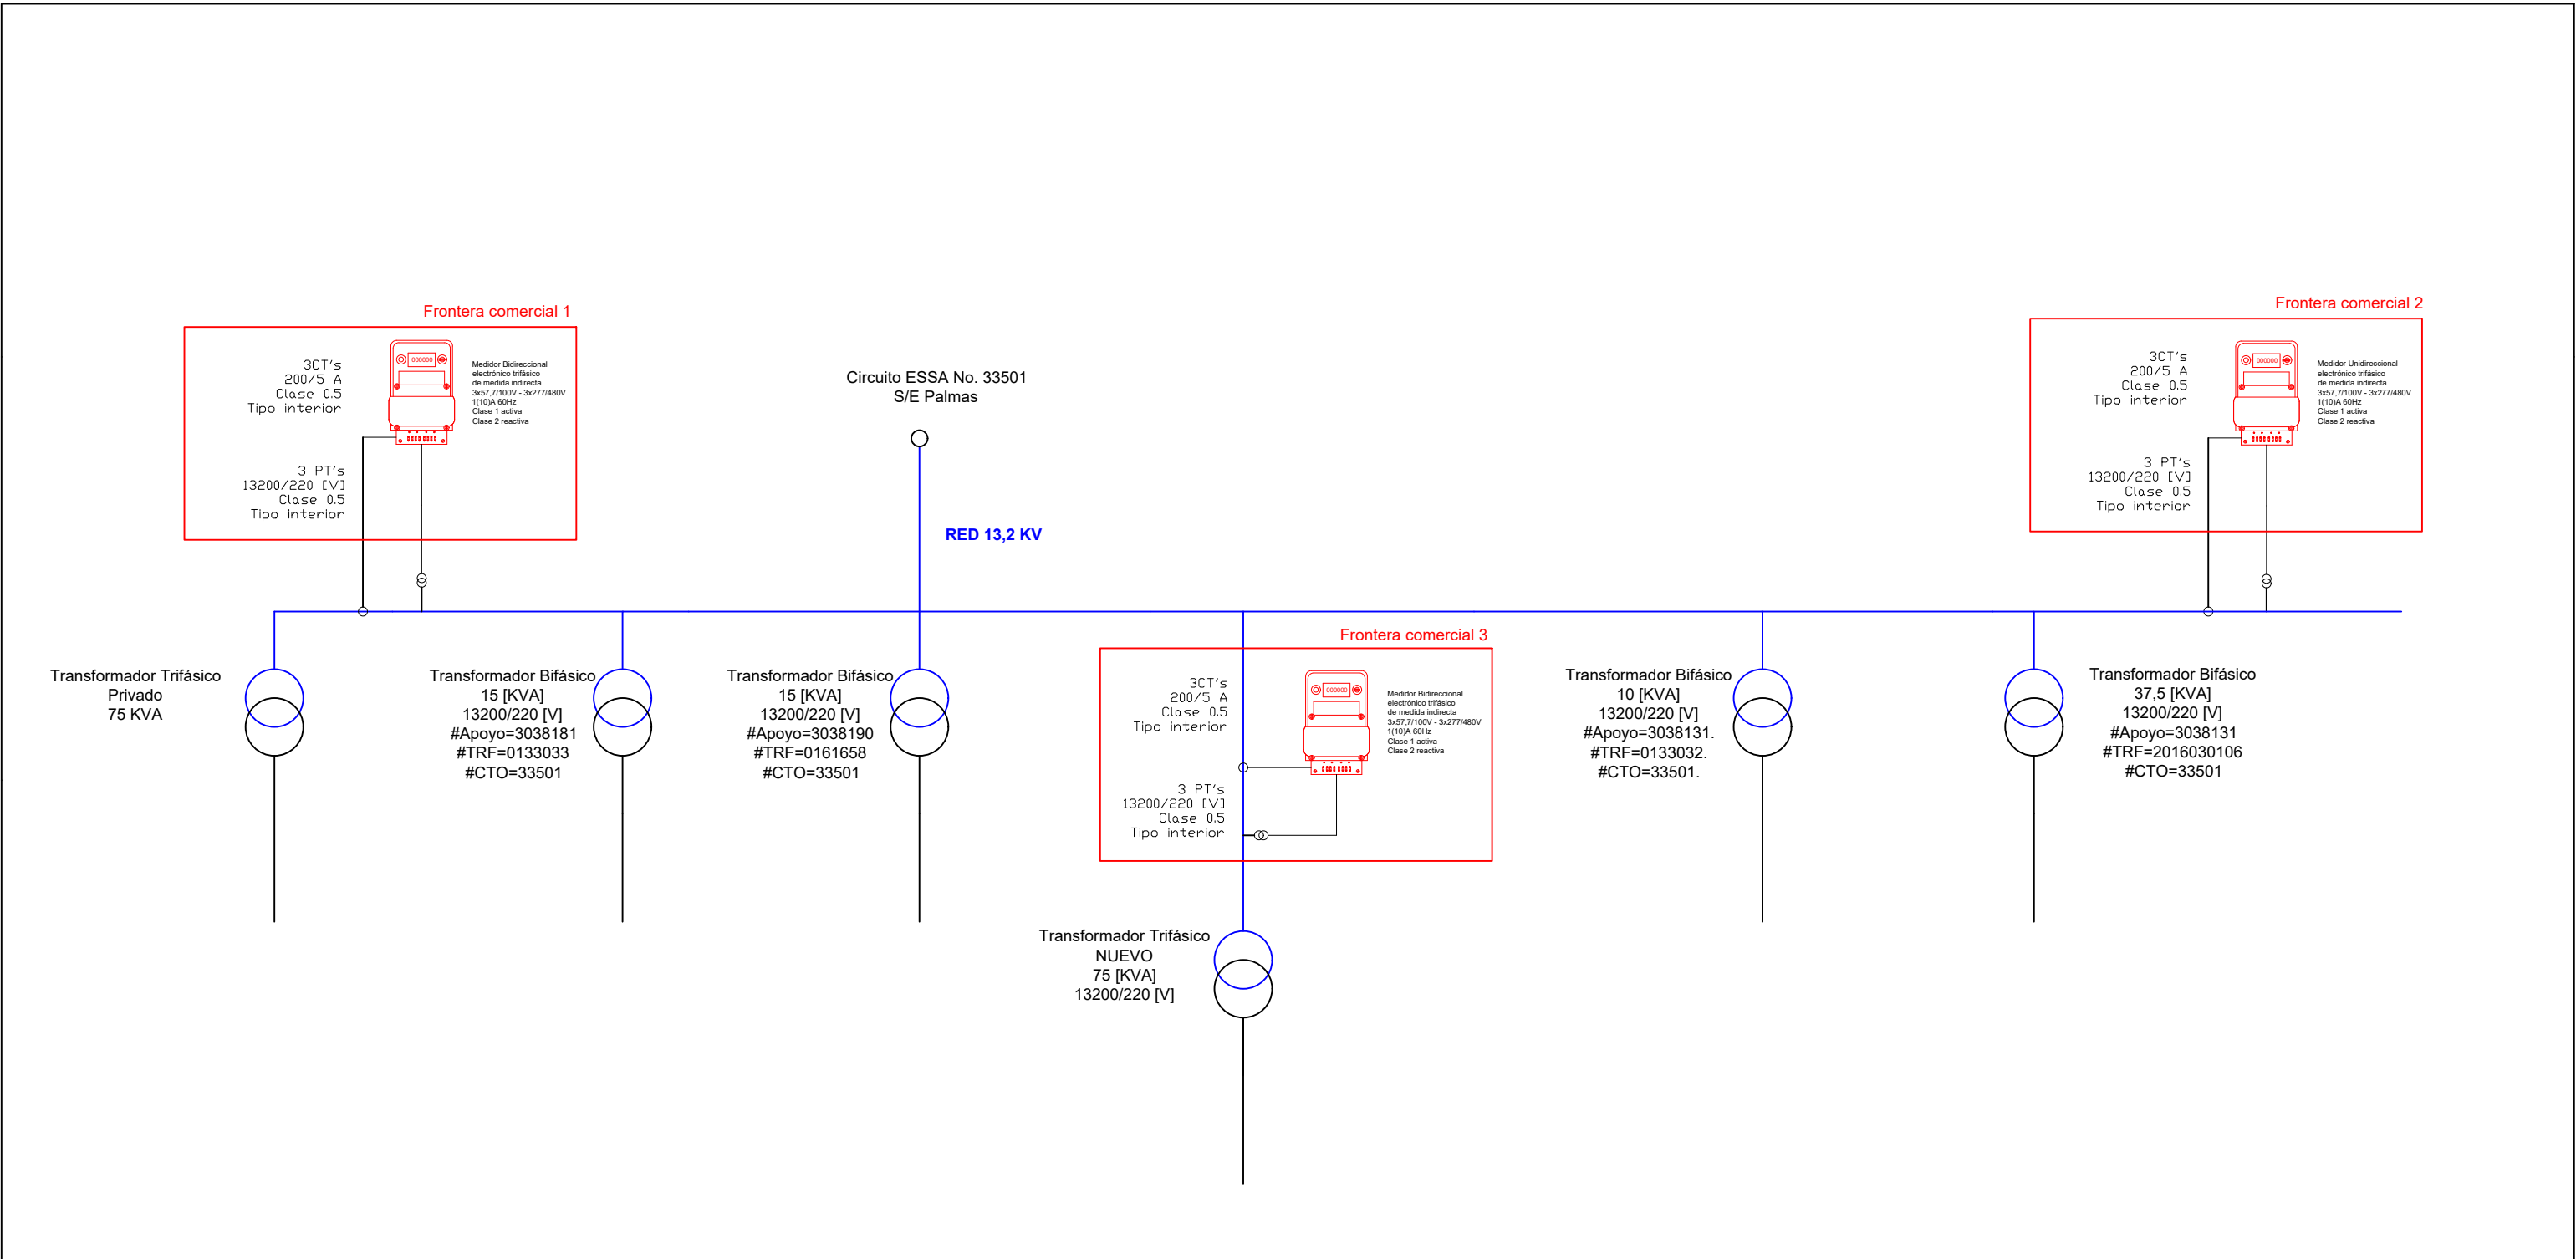 Frontera comercial 1
3CT's
200/5 A
Clase 0.5
Tipo interior
000000
Medidor Bidireccional
electrónico trifásico
de medida indirecta
3x57,7/100V - 3x277/480V
1(10)A 60Hz
Clase 1 activa
Clase 2 reactiva
3 PT's
13200/220 [V]
Clase 0.5
Tipo interior
Circuito ESSA No. 33501
S/E Palmas
RED 13,2 KV
Frontera comercial 2
3CT's
200/5 A
Clase 0.5
Tipo interior
000000
Medidor Unidireccional
electrónico trifásico
de medida indirecta
3x57,7/100V - 3x277/480V
1(10)A 60Hz
Clase 1 activa
Clase 2 reactiva
3 PT's
13200/220 [V]
Clase 0.5
Tipo interior
Transformador Trifásico
Privado
75 KVA
Transformador Bifásico
15 [KVA]
13200/220 [V]
#Apoyo=3038181
#TRF=0133033
#CTO=33501
Transformador Bifásico
15 [KVA]
13200/220 [V]
#Apoyo=3038190
#TRF=0161658
#CTO=33501
Frontera comercial 3
3CT's
200/5 A
Clase 0.5
Tipo interior
000000
Medidor Bidireccional
electrónico trifásico
de medida indirecta
3x57,7/100V - 3x277/480V
1(10)A 60Hz
Clase 1 activa
Clase 2 reactiva
3 PT's
13200/220 [V]
Clase 0.5
Tipo interior
Transformador Bifásico
10 [KVA]
13200/220 [V]
#Apoyo=3038131.
#TRF=0133032.
#CTO=33501.
Transformador Bifásico
37,5 [KVA]
13200/220 [V]
#Apoyo=3038131
#TRF=2016030106
#CTO=33501
Transformador Trifásico
NUEVO
75 [KVA]
13200/220 [V]